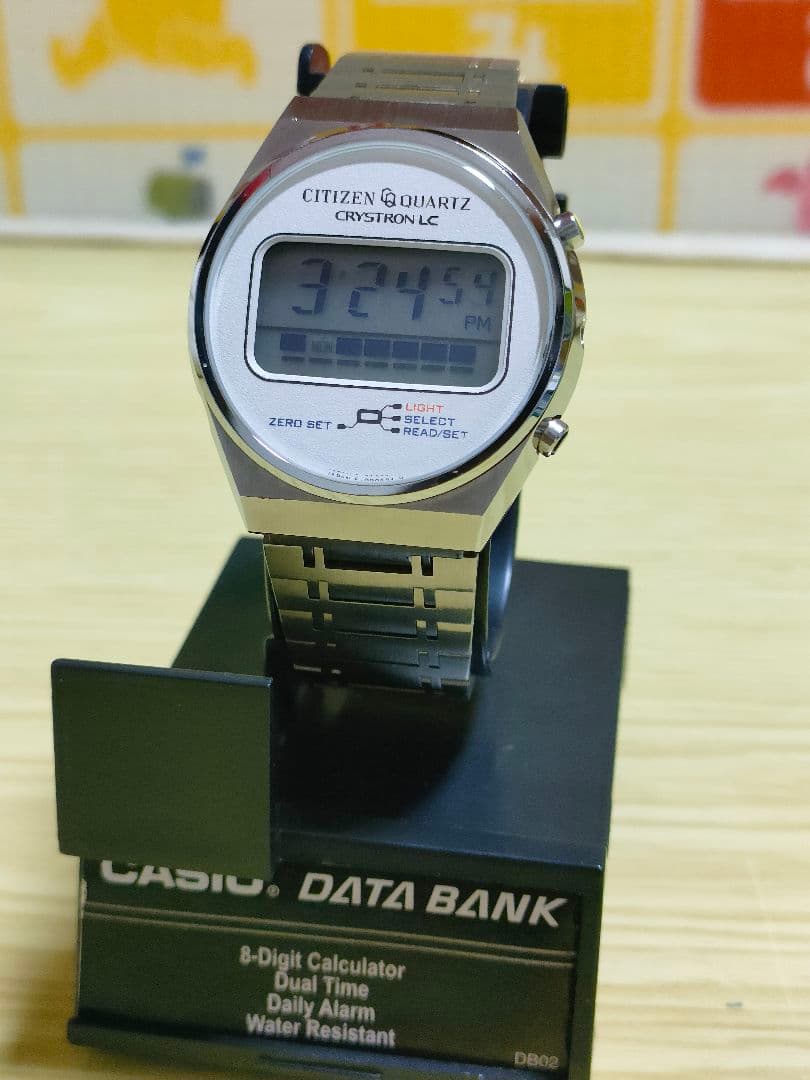 CITIZEN QUARTZ
CRYSTRON LC
3:24 54
PM
MON
LIGHT
ZERO SET SELECT
READ/SET
CASIO® DATA BANK
8-Digit Calculator
Dual Time
Daily Alarm
Water Resistant
DB02